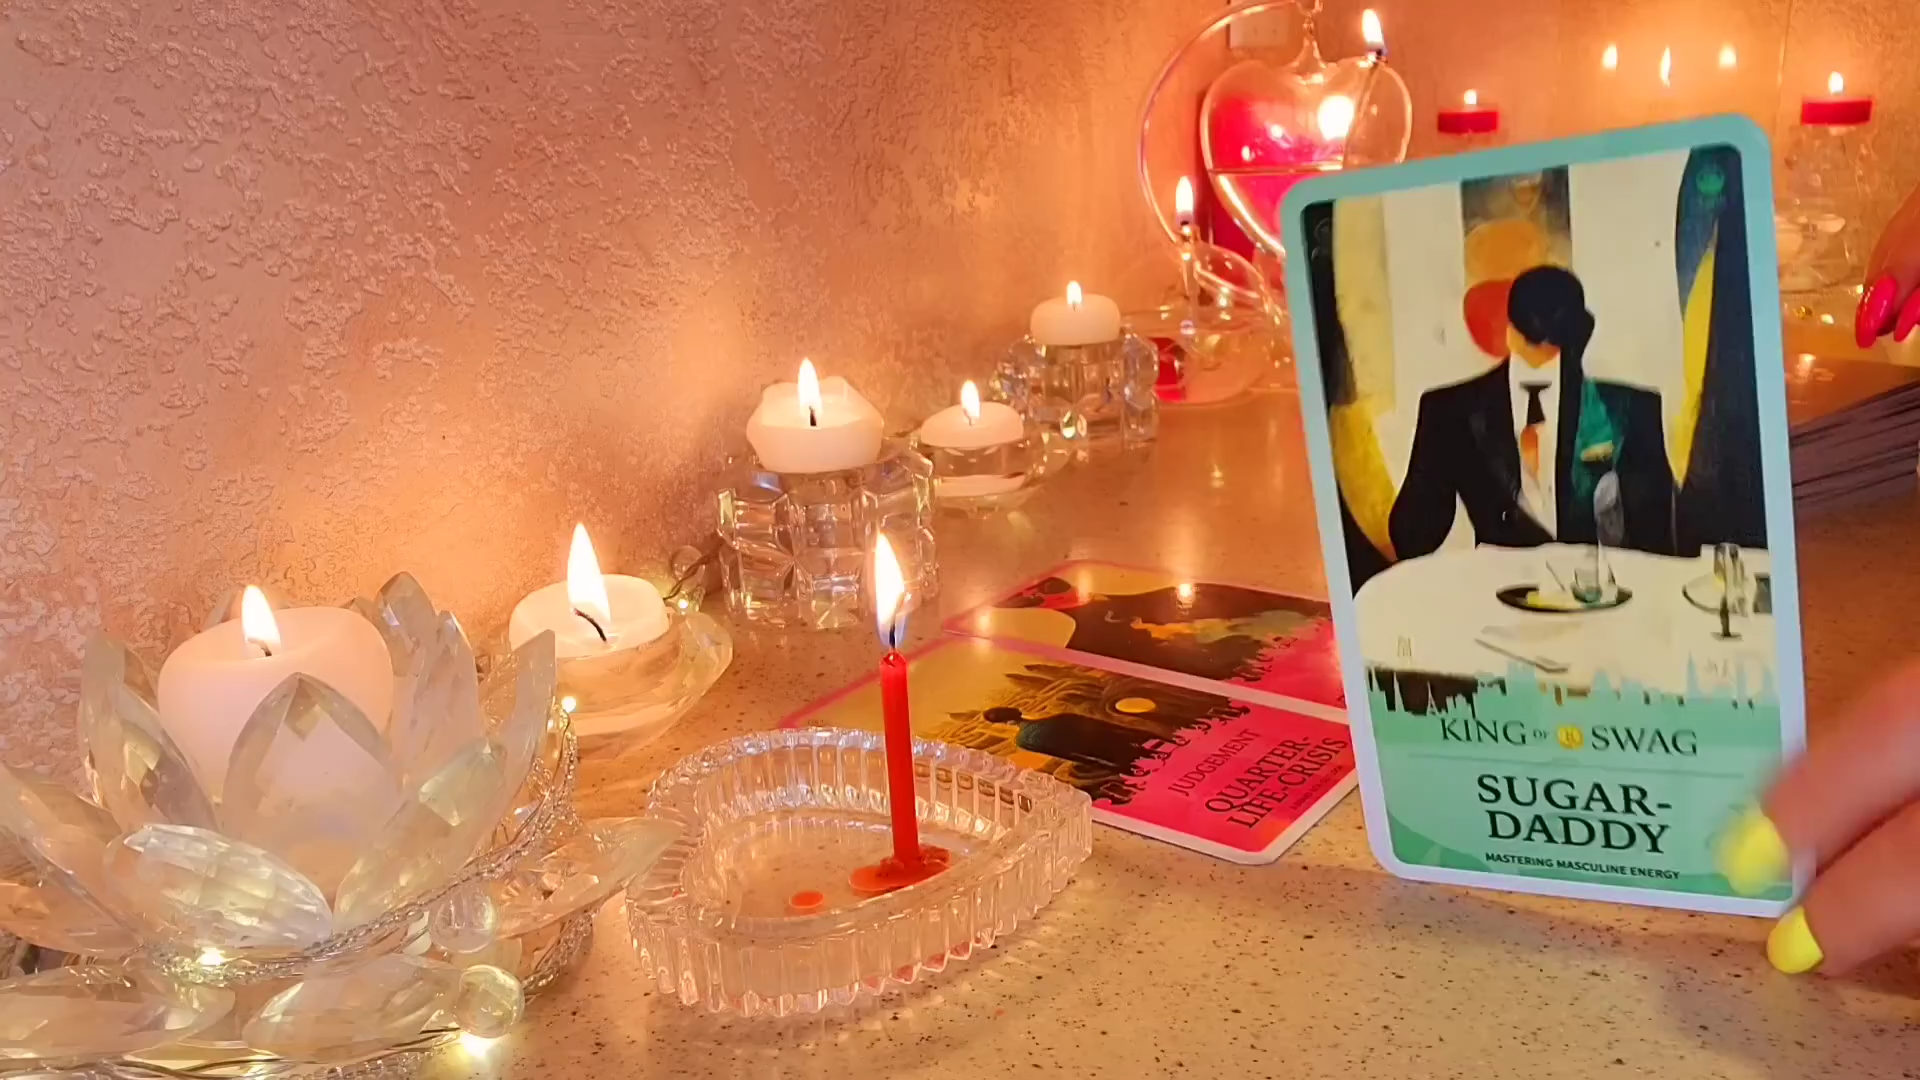 KING OF SWAG
SUGAR-
DADDY
MASTERING MASCULINE ENERGY
JUDGEMENT
QUARTER-
LIFE-CRISIS